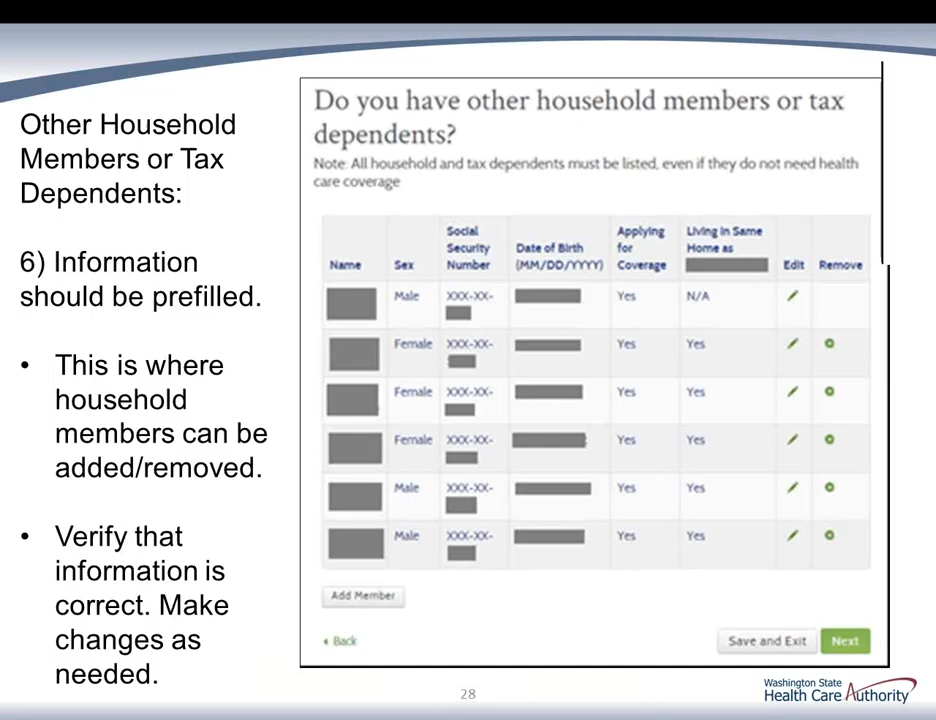 Other Household
Members or Tax
Dependents:
6) Information
should be prefilled.
• This is where
household
members can be
added/removed.
• Verify that
information is
correct. Make
changes as
needed.
Do you have other household members or tax
dependents?
Note: All household and tax dependents must be listed, even if they do not need health
care coverage
Name Sex Social Security Number Date of Birth (MM/DD/YYYY) Applying for Coverage Living in Same Home as Edit Remove
Male XXX-XX- Yes N/A
Female XXX-XX- Yes Yes
Female XXX-XX- Yes Yes
Female XXX-XX- Yes Yes
Male XXX-XX- Yes Yes
Male XXX-XX- Yes Yes
Add Member
Back
Save and Exit Next
28
Washington State
Health Care Authority